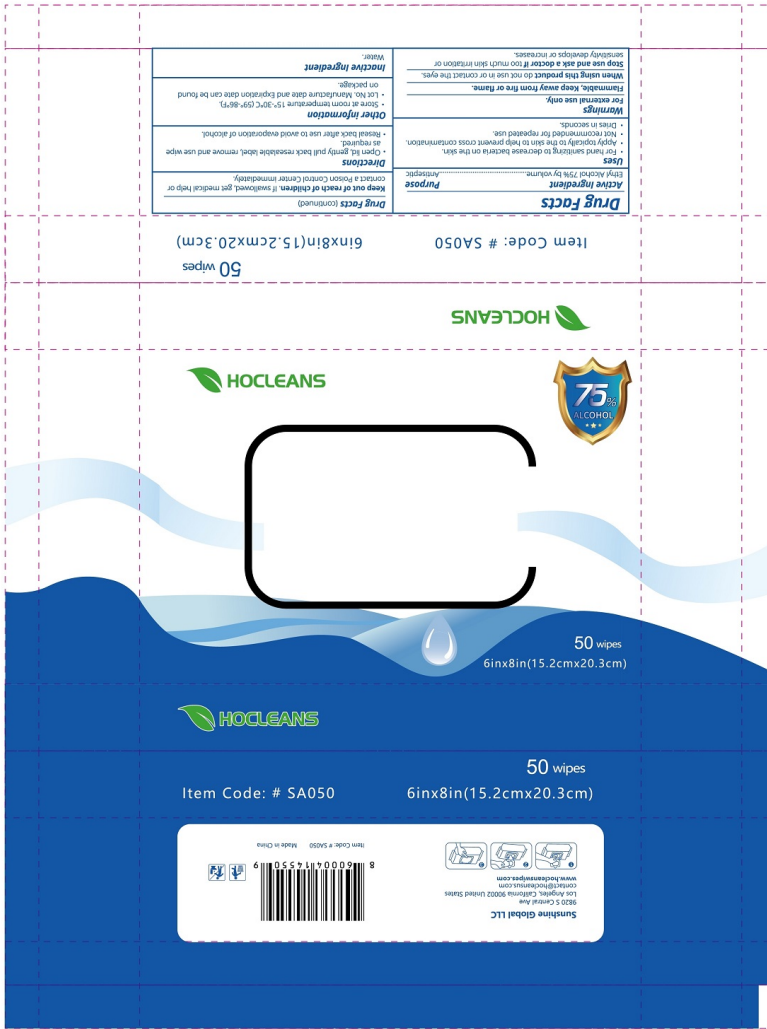 Drug Facts
Active ingredient Purpose
Ethyl Alcohol 75% by volume................................Antiseptic
Uses
• For hand sanitizing to decrease bacteria on the skin.
• Apply topically to the skin to help prevent cross contamination.
• Not recommended for repeated use.
• Dries in seconds.
Warnings
For external use only.
Flammable, Keep away from fire or flame.
When using this product do not use in or contact the eyes.
Stop use and ask a doctor if too much skin irritation or
sensitivity develops or increases.
Drug Facts (continued)
Keep out of reach of children. If swallowed, get medical help or
contact a Poison Control Center immediately.
Directions
• Open lid, gently pull back resealable label, remove and use wipe
as required.
• Reseal back after use to avoid evaporation of alcohol.
Other information
• Store at room temperature 15°-30°C (59°-86°F).
• Lot No. Manufacture date and Expiration date can be found
on package.
Inactive Ingredient
Water.
Item Code: # SA050
50 wipes
6inx8in(15.2cmx20.3cm)
HOCLEANS
HOCLEANS
75%
ALCOHOL
50 wipes
6inx8in(15.2cmx20.3cm)
HOCLEANS
50 wipes
Item Code: # SA050
6inx8in(15.2cmx20.3cm)
Sunshine Global LLC
9820 S Central Ave
Los Angeles, California 90002 United States
contact@hocleanus.com
www.hocleanswipes.com
1
2
3
8 60004 14550 9
Item Code: # SA050 Made in China